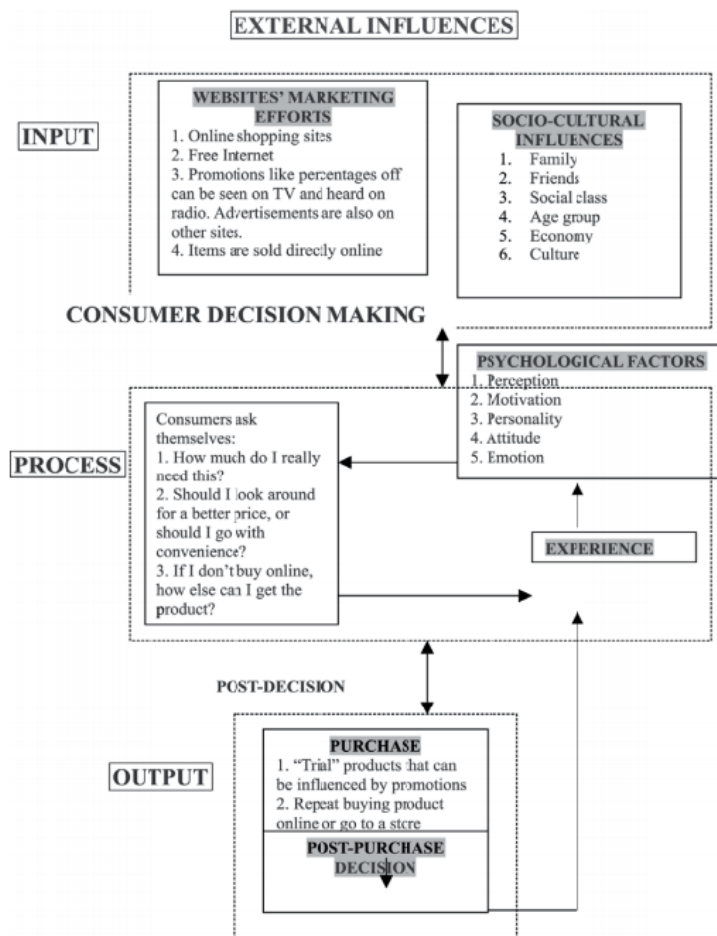 EXTERNAL INFLUENCES
INPUT
WEBSITES' MARKETING
EFFORTS
1. Online shopping sites
2. Free Internet
3. Promotions like percentages off
can be seen on TV and heard on
radio. Advertisements are also on
other sites.
4. Items are sold directly online
SOCIO-CULTURAL
INFLUENCES
1. Family
2. Friends
3. Social class
4. Age group
5. Economy
6. Culture
CONSUMER DECISION MAKING
PSYCHOLOGICAL FACTORS
1. Perception
2. Motivation
3. Personality
4. Attitude
5. Emotion
PROCESS
Consumers ask
themselves:
1. How much do I really
need this?
2. Should I look around
for a better price, or
should I go with
convenience?
3. If I don't buy online,
how else can I get the
product?
EXPERIENCE
POST-DECISION
OUTPUT
PURCHASE
1. "Trial" products that can
be influenced by promotions
2. Repeat buying product
online or go to a store
POST-PURCHASE
DECISION